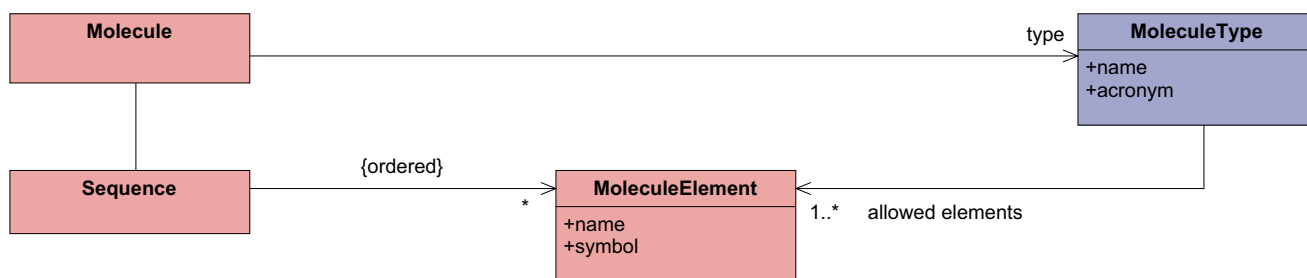 Molecule
type
MoleculeType
+name
+acronym
Sequence
{ordered}
*
MoleculeElement
+name
+symbol
1..*
allowed elements